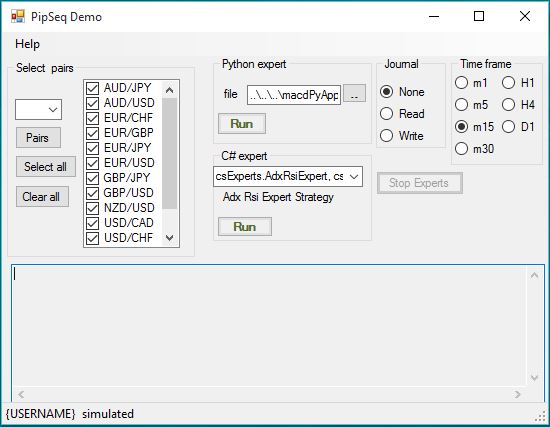 PipSeq Demo
Help
Select pairs
Pairs
Select all
Clear all
AUD/JPY
AUD/USD
EUR/CHF
EUR/GBP
EUR/JPY
EUR/USD
GBP/JPY
GBP/USD
NZD/USD
USD/CAD
USD/CHF
Python expert
file ..\..\..\macdPyApp ..
Run
C# expert
csExperts.AdxRsiExpert, cs
Adx Rsi Expert Strategy
Run
Journal
None
Read
Write
Time frame
m1 H1
m5 H4
m15 D1
m30
Stop Experts
{USERNAME} simulated